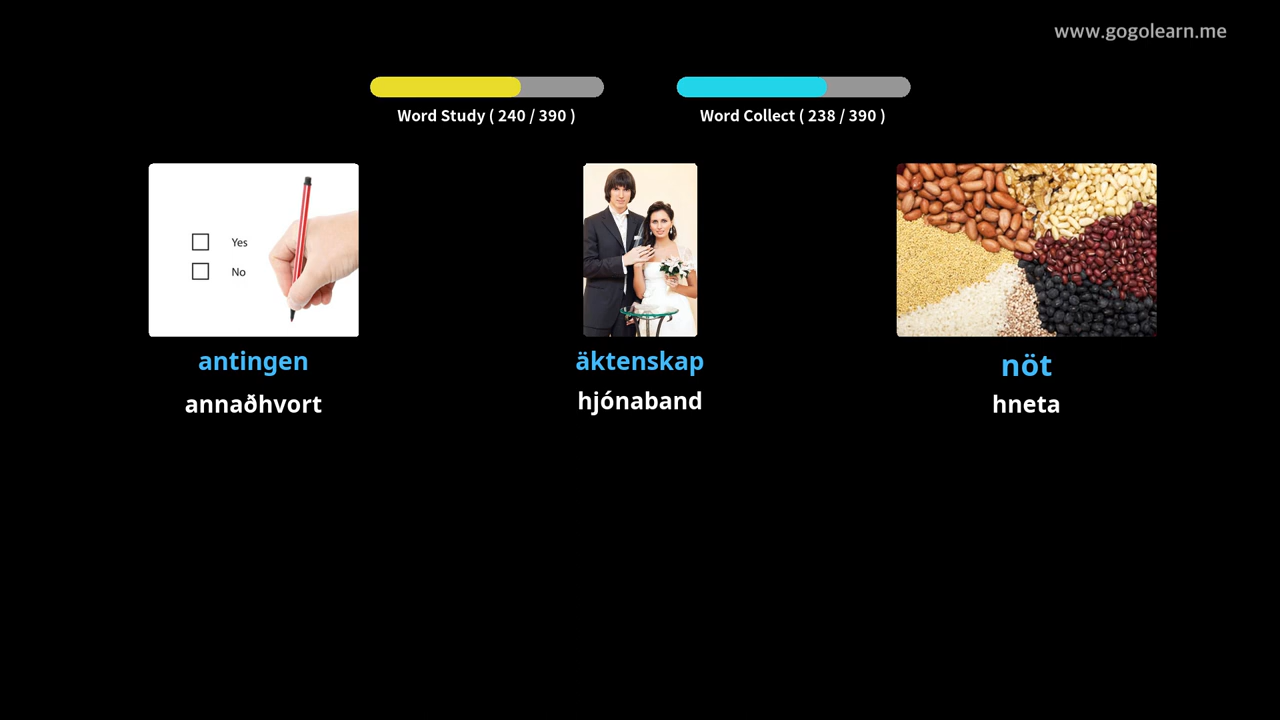 www.gogolearn.me
Word Study ( 240 / 390 )
Word Collect ( 238 / 390 )
Yes
No
antingen
annaðhvort
äktenskap
hjónaband
nöt
hneta